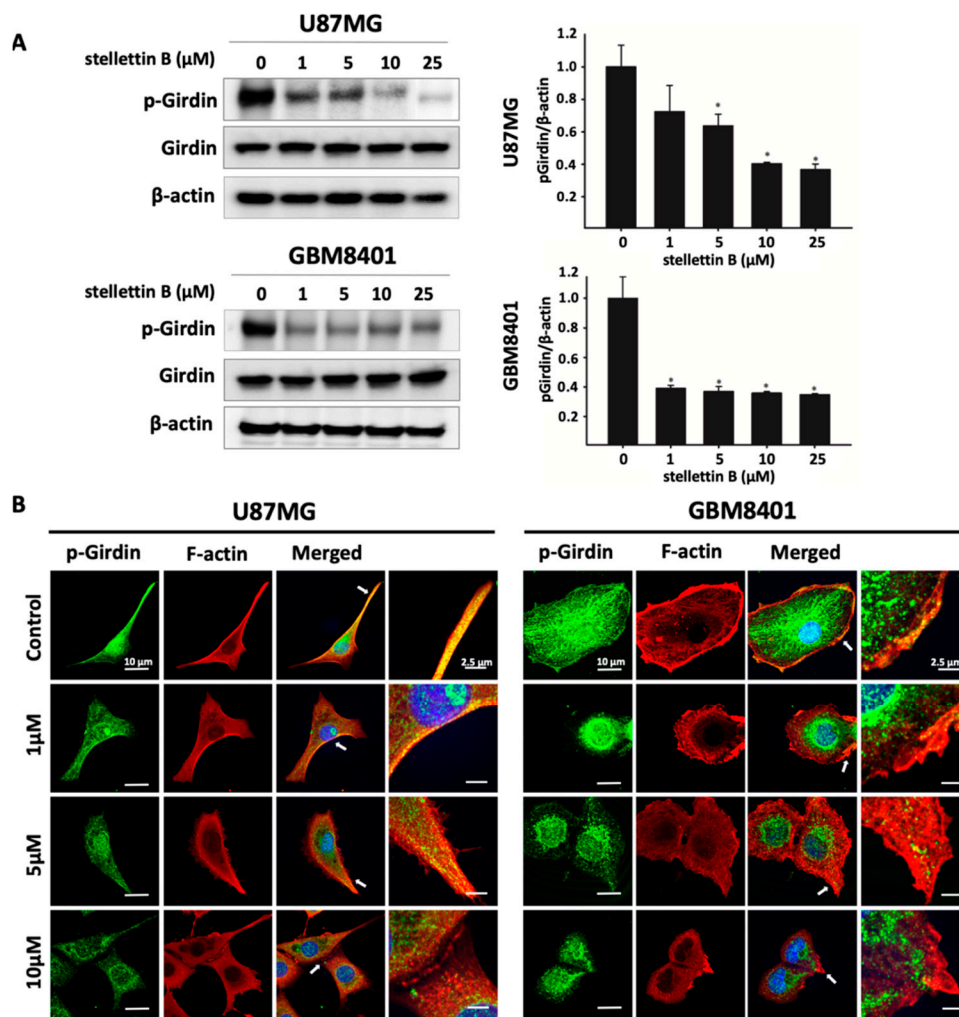 A
U87MG
stellettin B (μM)
0 1 5 10 25
p-Girdin
Girdin
β-actin
GBM8401
stellettin B (μM)
0 1 5 10 25
p-Girdin
Girdin
β-actin
U87MG
pGirdin/β-actin
1.2
1.0
0.8
0.6
0.4
0.2
* * *
0 1 5 10 25
stellettin B (μM)
GBM8401
pGirdin/β-actin
1.2
1.0
0.8
0.6
0.4
0.2
* * * *
0 1 5 10 25
stellettin B (μM)
B
U87MG
p-Girdin F-actin Merged
Control
10 μm
2.5 μm
1μM
5μM
10μM
GBM8401
p-Girdin F-actin Merged
10 μm
2.5 μm